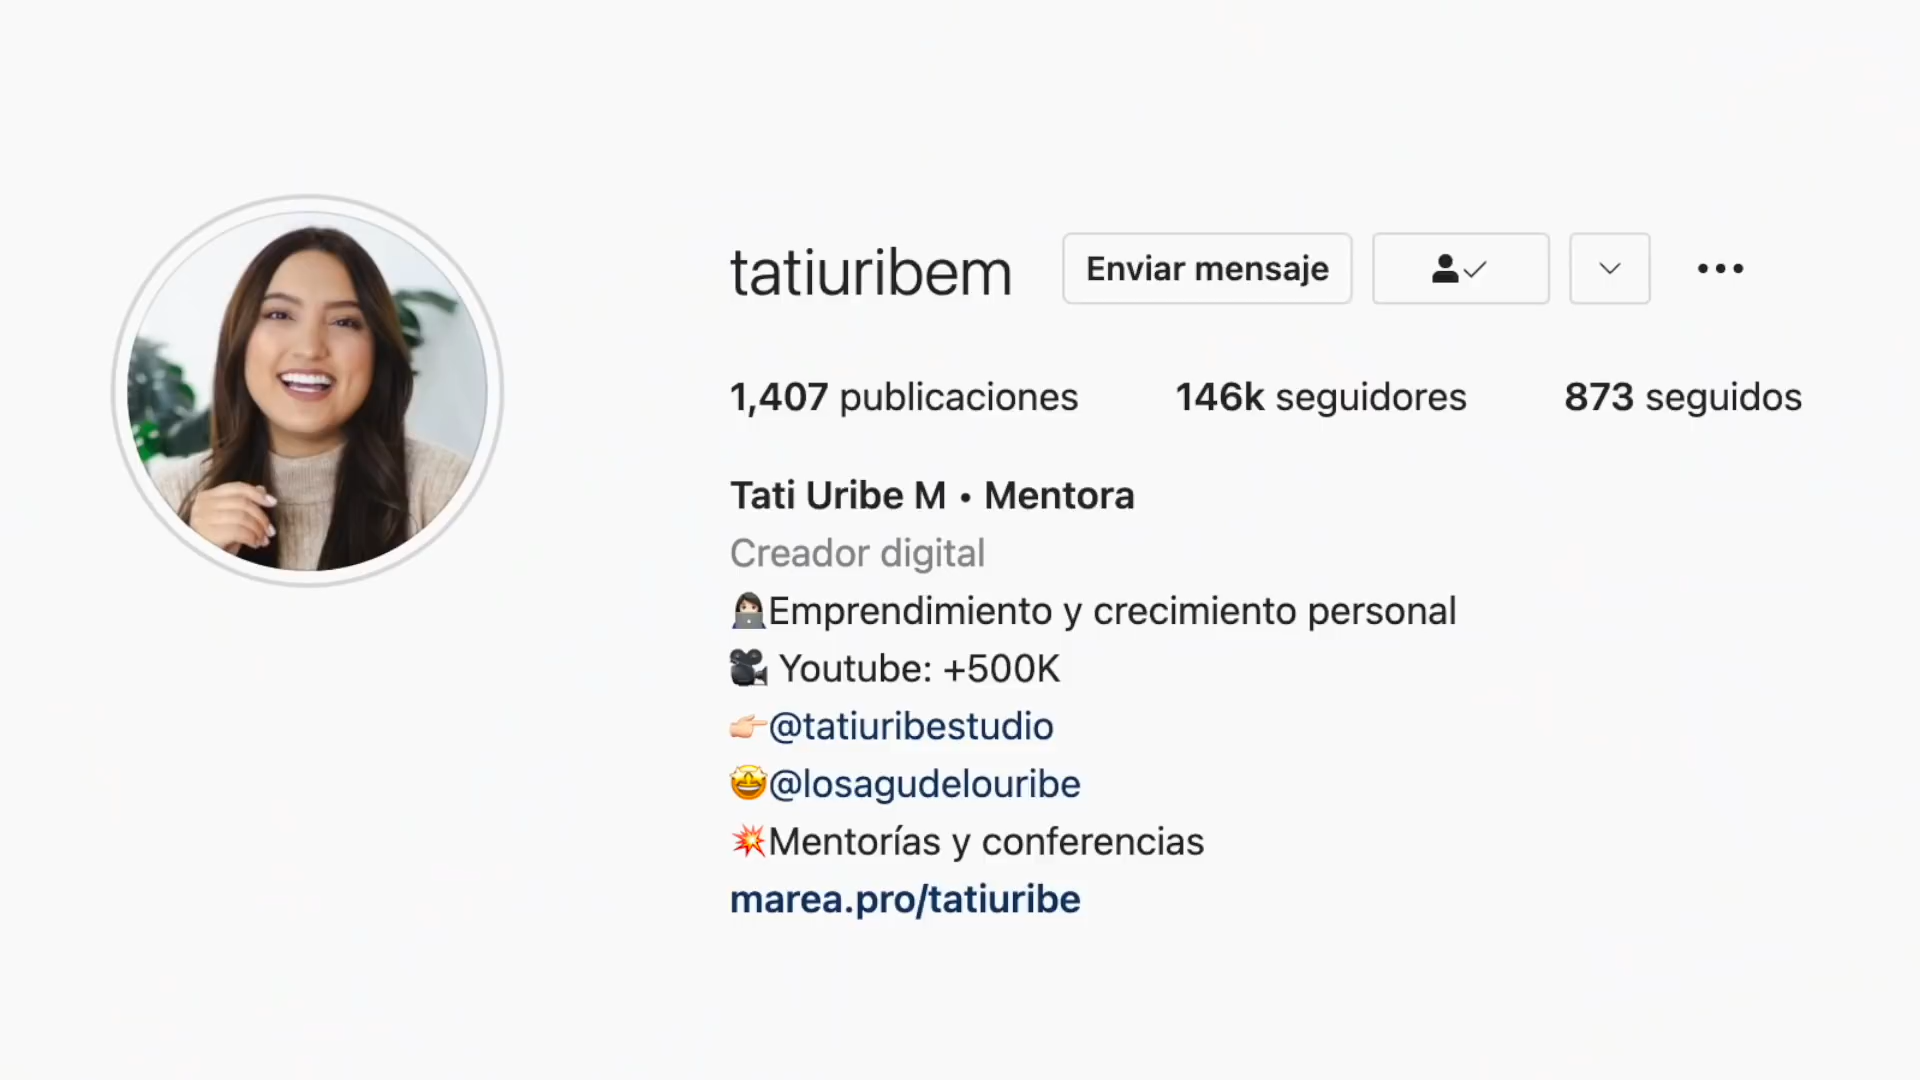 tatiuribem Enviar mensaje
1,407 publicaciones 146k seguidores 873 seguidos
Tati Uribe M • Mentora
Creador digital
👩🏻‍💻Emprendimiento y crecimiento personal
🎥 Youtube: +500K
👉🏻@tatiuribestudio
🤩@losagudelouribe
💥Mentorías y conferencias
marea.pro/tatiuribe